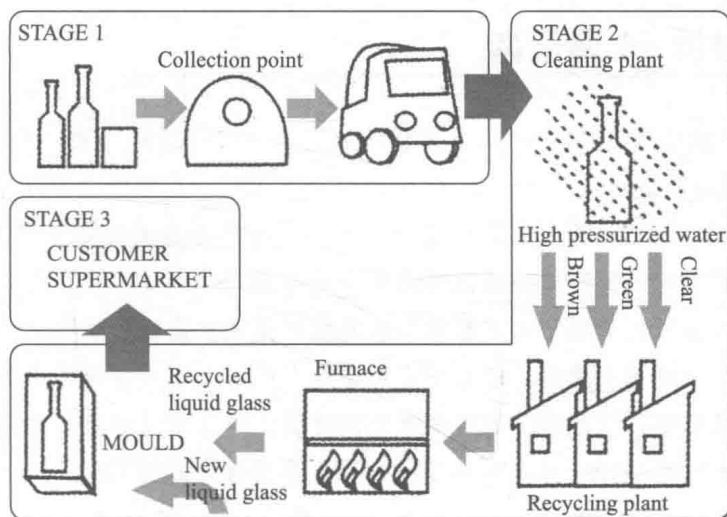 STAGE 1
Collection point
STAGE 2
Cleaning plant
High pressurized water
Brown
Green
Clear
STAGE 3
CUSTOMER
SUPERMARKET
Recycled
liquid glass
Furnace
MOULD
New
liquid glass
Recycling plant